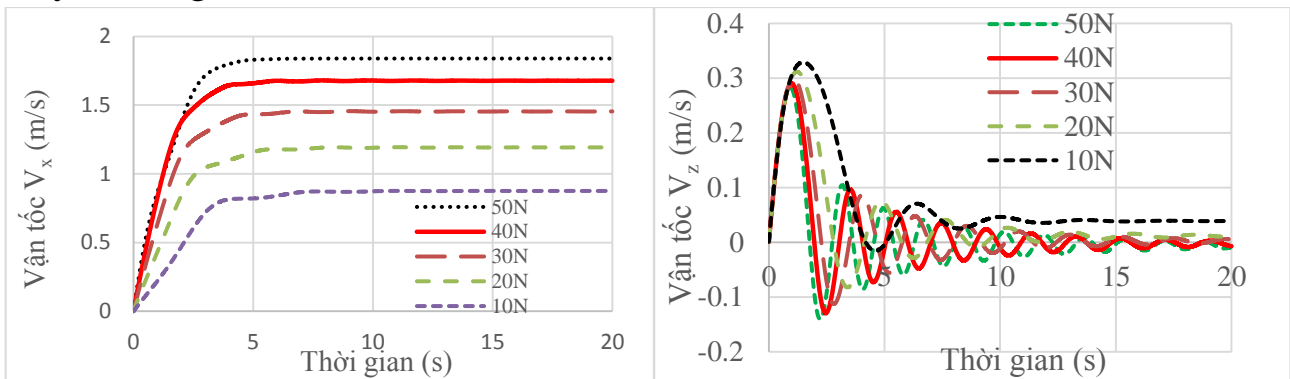 2
1.5
1
0.5
0
0
5
10
15
20
Vận tốc Vx (m/s)
Thời gian (s)
50N
40N
30N
20N
10N
0.4
0.3
0.2
0.1
0
-0.1
-0.2
0
5
10
15
20
Vận tốc Vz (m/s)
Thời gian (s)
50N
40N
30N
20N
10N